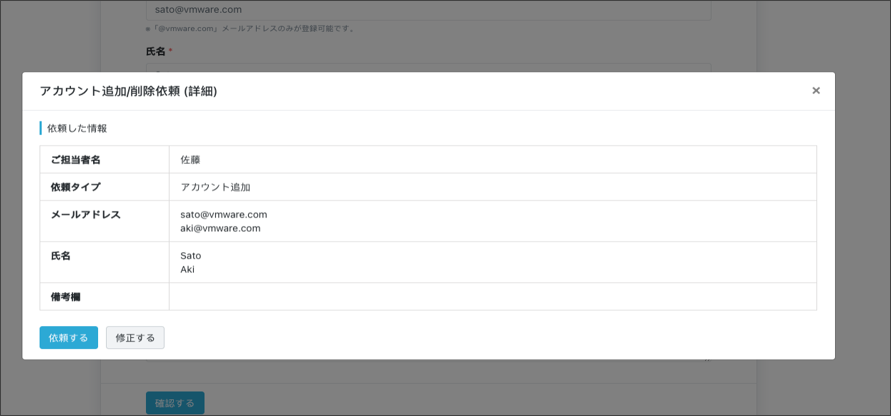 sato@vmware.com
※「@vmware.com」メールアドレスのみが登録可能です。
氏名 *
アカウント追加/削除依頼 (詳細)
×
依頼した情報
ご担当者名 佐藤
依頼タイプ アカウント追加
メールアドレス sato@vmware.com
aki@vmware.com
氏名 Sato
Aki
備考欄
依頼する 修正する
確認する